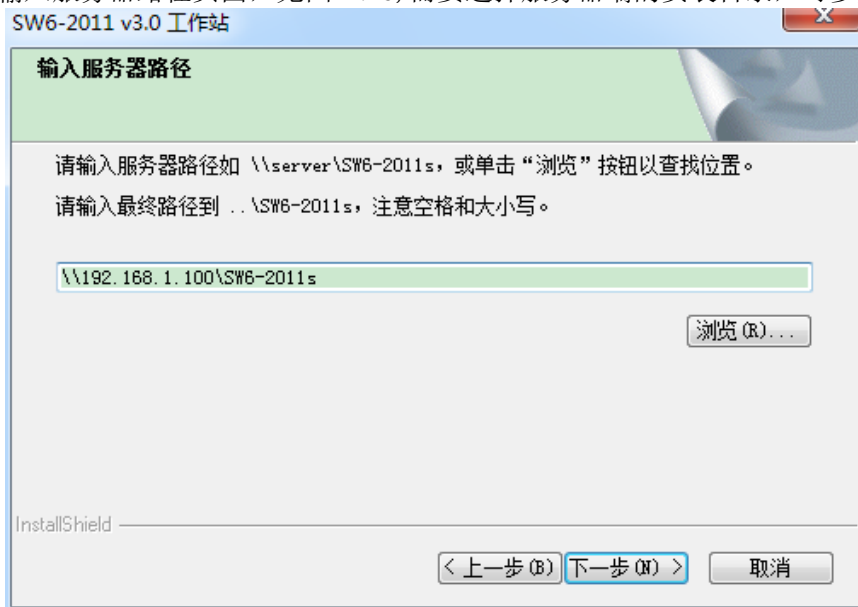 SW6-2011 v3.0 工作站
输入服务器路径
请输入服务器路径如 \\server\SW6-2011s，或单击“浏览”按钮以查找位置。
请输入最终路径到 ..\SW6-2011s，注意空格和大小写。
\\192.168.1.100\SW6-2011s
浏览(R)...
InstallShield
< 上一步(B) 下一步(N) > 取消